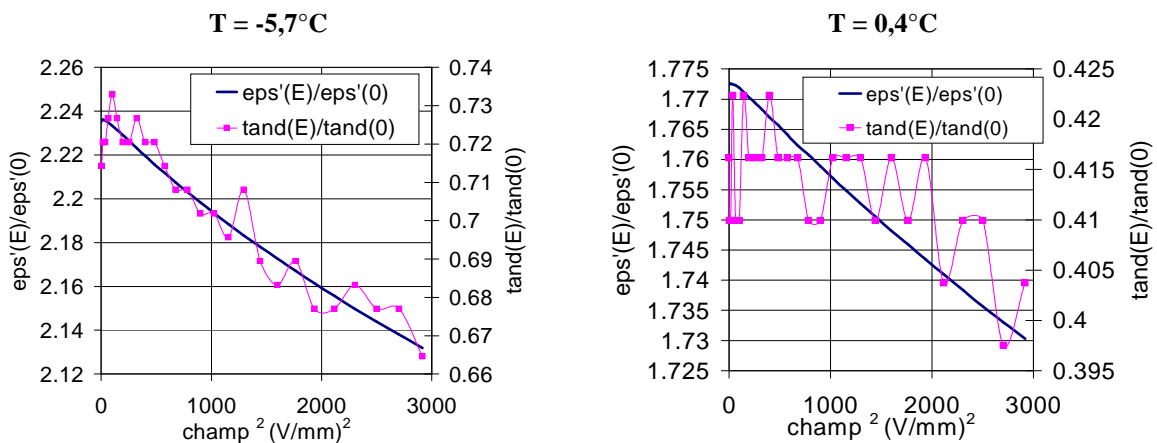 T = -5,7°C
eps'(E)/eps'(0)
2.26
2.24
2.22
2.2
2.18
2.16
2.14
2.12
eps'(E)/eps'(0)
tand(E)/tand(0)
0.74
0.73
0.72
0.71
0.7
0.69
0.68
0.67
0.66
tand(E)/tand(0)
0 1000 2000 3000
champ ² (V/mm)²
T = 0,4°C
eps'(E)/eps'(0)
1.775
1.77
1.765
1.76
1.755
1.75
1.745
1.74
1.735
1.73
1.725
eps'(E)/eps'(0)
tand(E)/tand(0)
0.425
0.42
0.415
0.41
0.405
0.4
0.395
tand(E)/tand(0)
0 1000 2000 3000
champ ² (V/mm)²